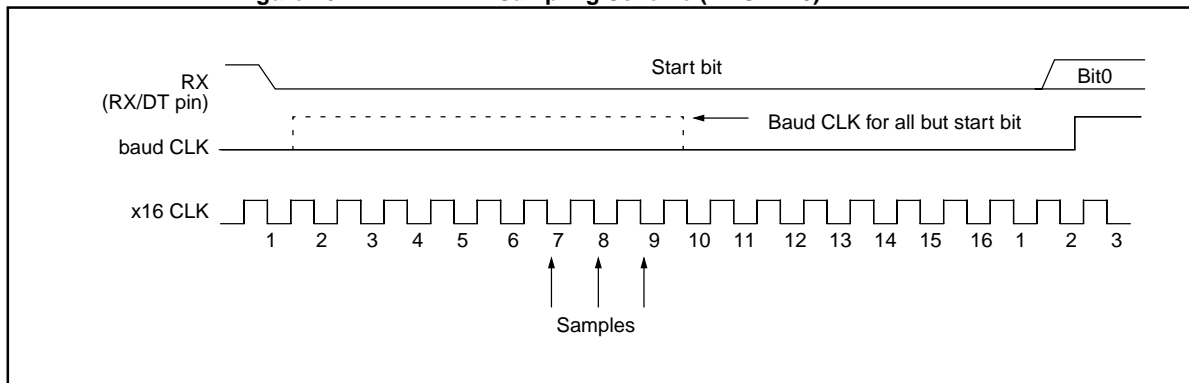 Start bit
RX
(RX/DT pin)
Bit0
Baud CLK for all but start bit
baud CLK
x16 CLK
1 2 3 4 5 6 7 8 9 10 11 12 13 14 15 16 1 2 3
Samples